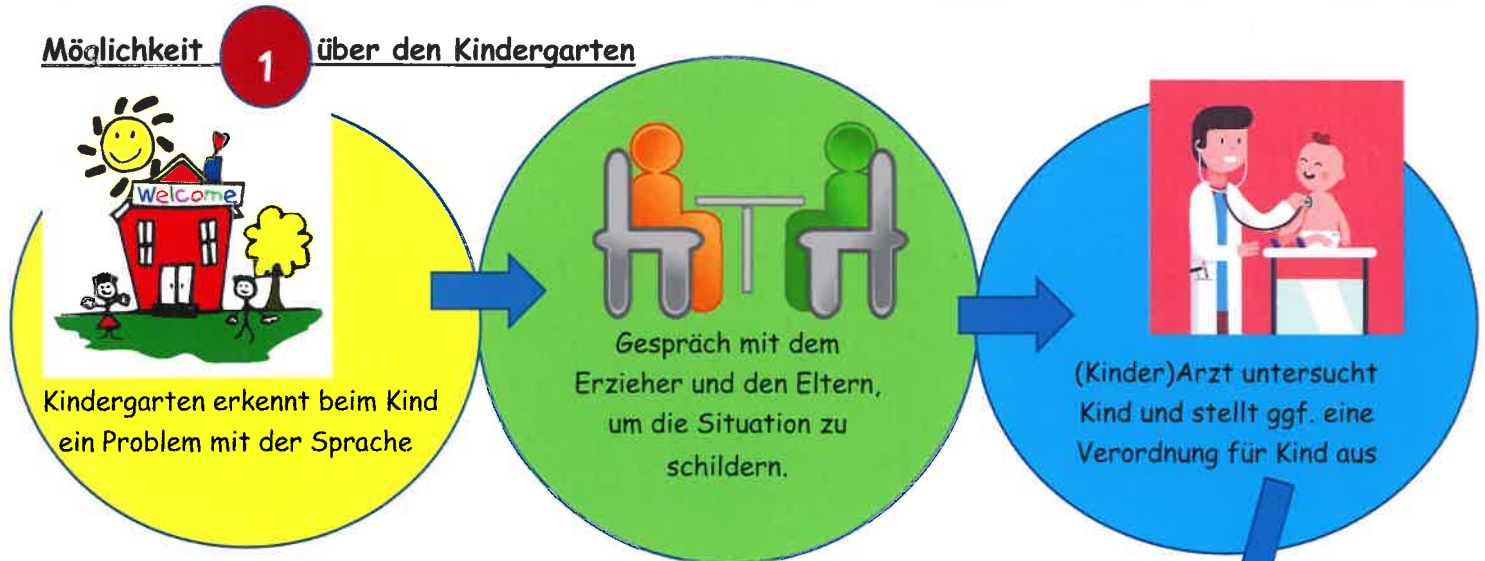 Möglichkeit 1 über den Kindergarten
Welcome
Kindergarten erkennt beim Kind
ein Problem mit der Sprache
Gespräch mit dem
Erzieher und den Eltern,
um die Situation zu
schildern.
(Kinder)Arzt untersucht
Kind und stellt ggf. eine
Verordnung für Kind aus